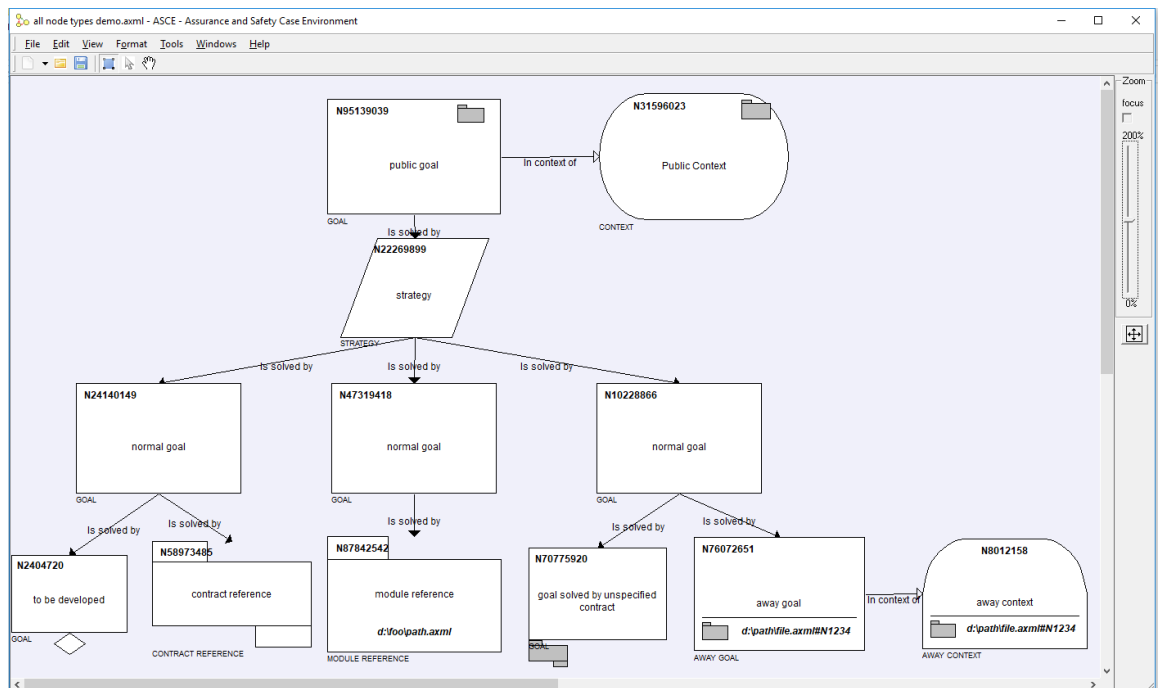 all node types demo.axml - ASCE - Assurance and Safety Case Environment
File Edit View Format Tools Windows Help
Zoom
focus
200%
0%
N95139039
public goal
GOAL
In context of
N31596023
Public Context
CONTEXT
Is solved by
N22269899
strategy
STRATEGY
Is solved by
Is solved by
Is solved by
N24140149
normal goal
GOAL
N47319418
normal goal
GOAL
N10228866
normal goal
GOAL
Is solved by
Is solved by
Is solved by
Is solved by
Is solved by
N2404720
to be developed
GOAL
N58973485
contract reference
CONTRACT REFERENCE
N87842542
module reference
d:\foo\path.axml
MODULE REFERENCE
N70775920
goal solved by unspecified
contract
GOAL
N76072651
away goal
d:\path\file.axml#N1234
AWAY GOAL
In context of
N8012158
away context
d:\path\file.axml#N1234
AWAY CONTEXT